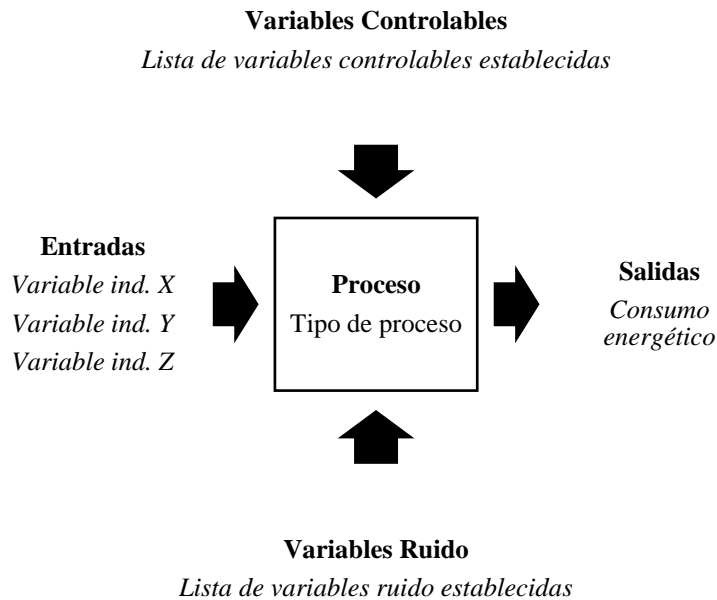 Variables Controlables
Lista de variables controlables establecidas
Entradas
Variable ind. X
Variable ind. Y
Variable ind. Z
Proceso
Tipo de proceso
Salidas
Consumo
energético
Variables Ruido
Lista de variables ruido establecidas